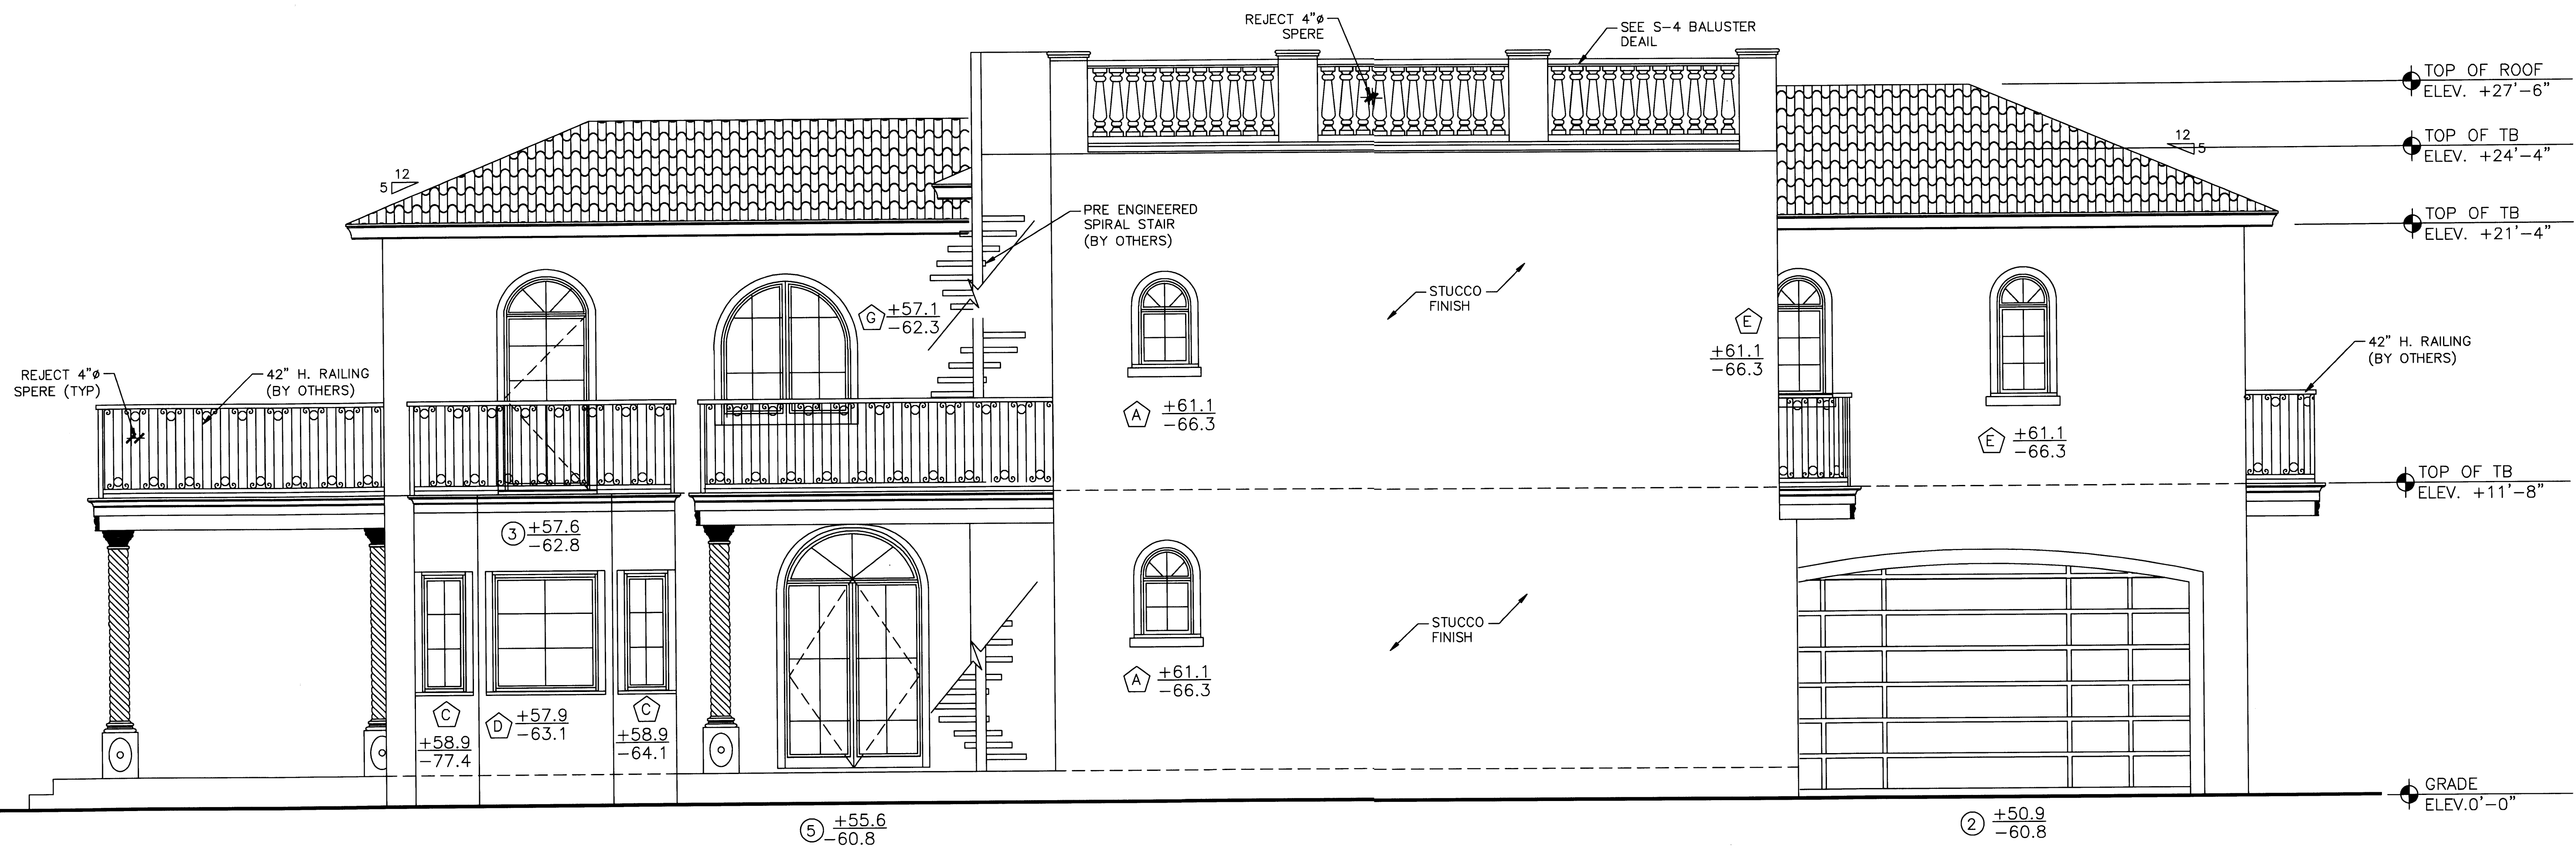 REJECT 4"ø
SPERE
SEE S-4 BALUSTER
DEAIL
TOP OF ROOF
ELEV. +27'-6"
12
5
TOP OF TB
ELEV. +24'-4"
12
5
PRE ENGINEERED
SPIRAL STAIR
(BY OTHERS)
TOP OF TB
ELEV. +21'-4"
G +57.1
-62.3
STUCCO
FINISH
E
+61.1
-66.3
42" H. RAILING
(BY OTHERS)
REJECT 4"ø
SPERE (TYP)
42" H. RAILING
(BY OTHERS)
A +61.1
-66.3
E +61.1
-66.3
TOP OF TB
ELEV. +11'-8"
3 +57.6
-62.8
STUCCO
FINISH
A +61.1
-66.3
C
+58.9
-77.4
D +57.9
-63.1
C
+58.9
-64.1
GRADE
ELEV.0'-0"
5 +55.6
-60.8
2 +50.9
-60.8